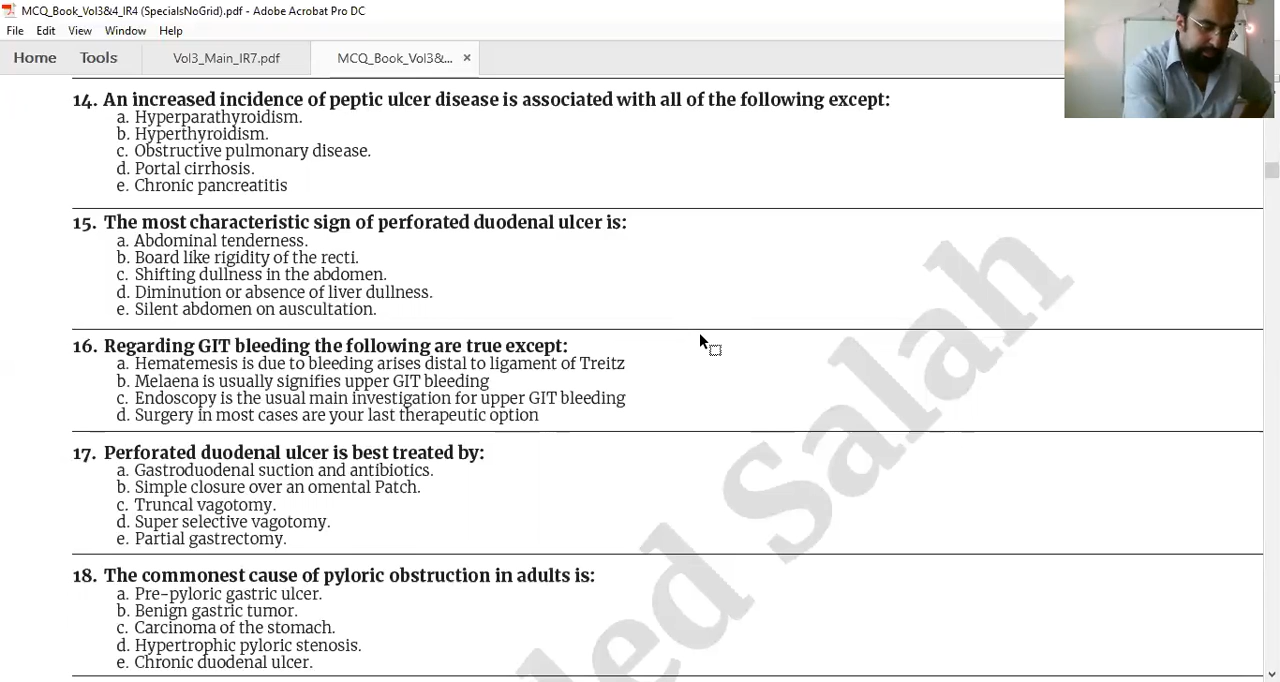 MCQ_Book_Vol3&4_IR4 (SpecialsNoGrid).pdf - Adobe Acrobat Pro DC
File Edit View Window Help
Home Tools Vol3_Main_IR7.pdf MCQ_Book_Vol3&... ×
14. An increased incidence of peptic ulcer disease is associated with all of the following except:
a. Hyperparathyroidism.
b. Hyperthyroidism.
c. Obstructive pulmonary disease.
d. Portal cirrhosis.
e. Chronic pancreatitis
15. The most characteristic sign of perforated duodenal ulcer is:
a. Abdominal tenderness.
b. Board like rigidity of the recti.
c. Shifting dullness in the abdomen.
d. Diminution or absence of liver dullness.
e. Silent abdomen on auscultation.
16. Regarding GIT bleeding the following are true except:
a. Hematemesis is due to bleeding arises distal to ligament of Treitz
b. Melaena is usually signifies upper GIT bleeding
c. Endoscopy is the usual main investigation for upper GIT bleeding
d. Surgery in most cases are your last therapeutic option
17. Perforated duodenal ulcer is best treated by:
a. Gastroduodenal suction and antibiotics.
b. Simple closure over an omental Patch.
c. Truncal vagotomy.
d. Super selective vagotomy.
e. Partial gastrectomy.
18. The commonest cause of pyloric obstruction in adults is:
a. Pre-pyloric gastric ulcer.
b. Benign gastric tumor.
c. Carcinoma of the stomach.
d. Hypertrophic pyloric stenosis.
e. Chronic duodenal ulcer.
Salah